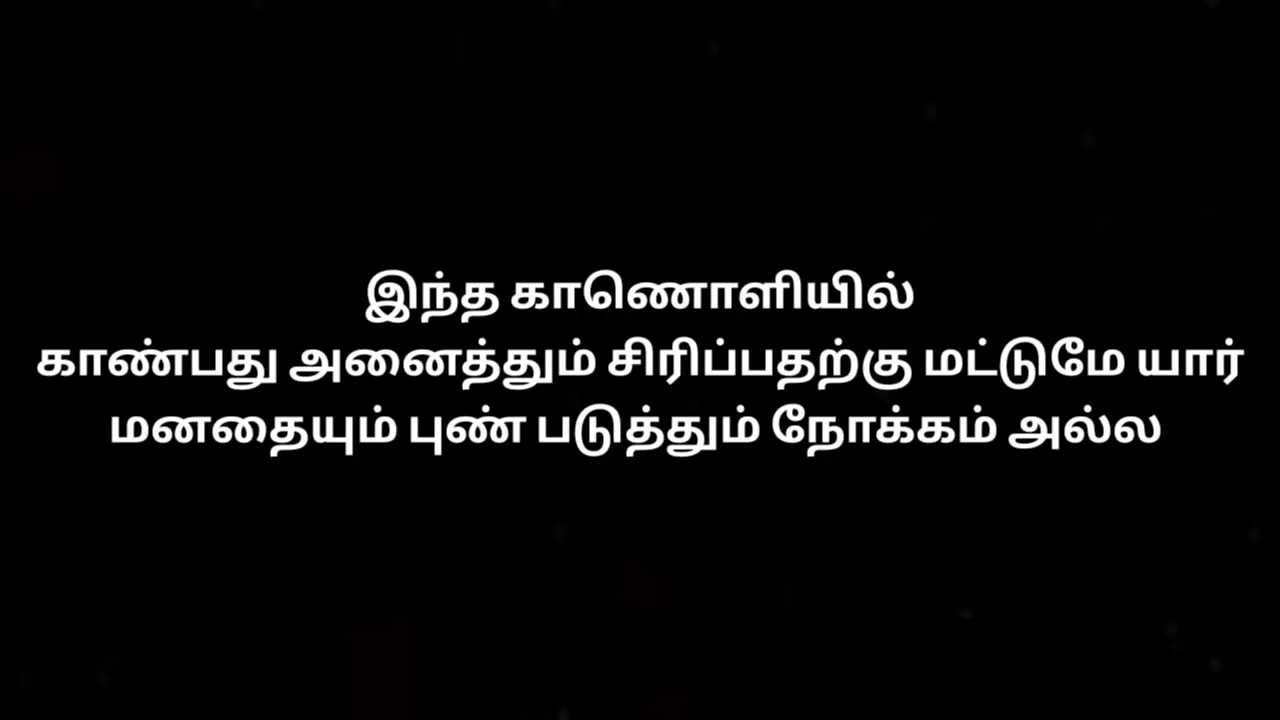 இந்த காணொளியில்
காண்பது அனைத்தும் சிரிப்பதற்கு மட்டுமே யார்
மனதையும் புண் படுத்தும் நோக்கம் அல்ல